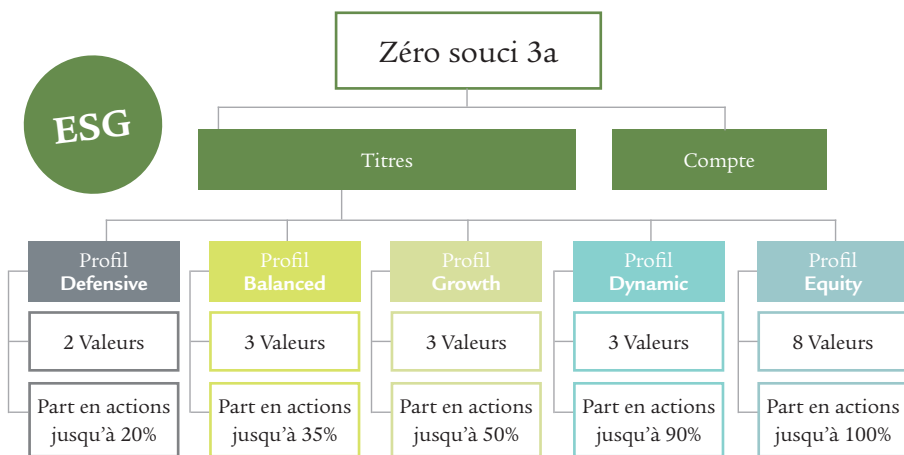 Zéro souci 3a
ESG
Titres
Compte
Profil
Defensive
Profil
Balanced
Profil
Growth
Profil
Dynamic
Profil
Equity
2 Valeurs
3 Valeurs
3 Valeurs
3 Valeurs
8 Valeurs
Part en actions
jusqu’à 20%
Part en actions
jusqu’à 35%
Part en actions
jusqu’à 50%
Part en actions
jusqu’à 90%
Part en actions
jusqu’à 100%